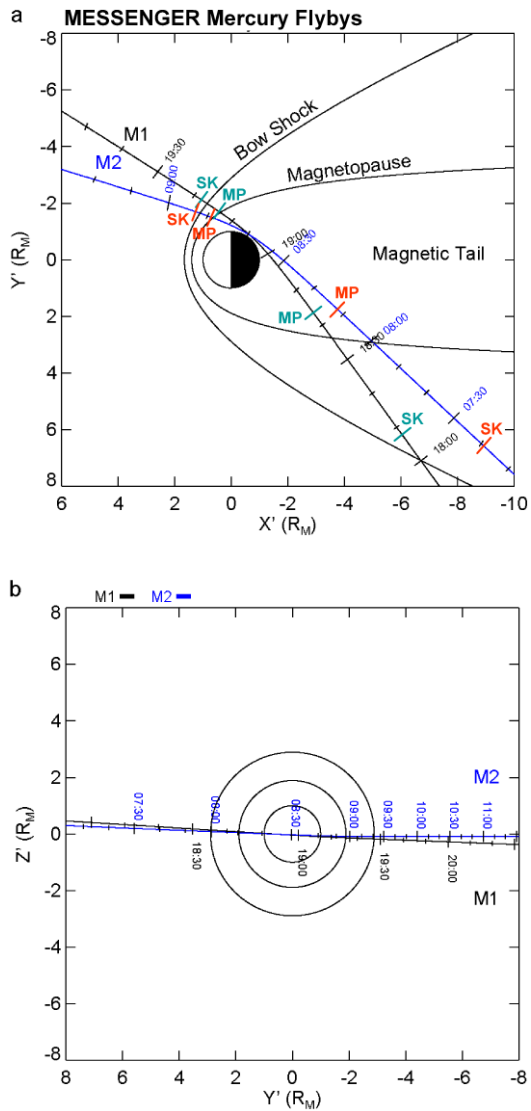 a MESSENGER Mercury Flybys
-8
-6
-4
-2
0
2
4
6
8
Y' (R_M)
6 4 2 0 -2 -4 -6 -8 -10
X' (R_M)
M1
M2
19:30
09:00
SK
SK
MP
MP
Bow Shock
Magnetopause
Magnetic Tail
19:00
08:30
MP
MP
18:30
08:00
07:30
SK
SK
18:00
b
M1 M2
8
6
4
2
0
-2
-4
-6
-8
Z' (R_M)
8 6 4 2 0 -2 -4 -6 -8
Y' (R_M)
M2
M1
07:30
08:00
08:30
09:00
09:30
10:00
10:30
11:00
18:30
19:00
19:30
20:00